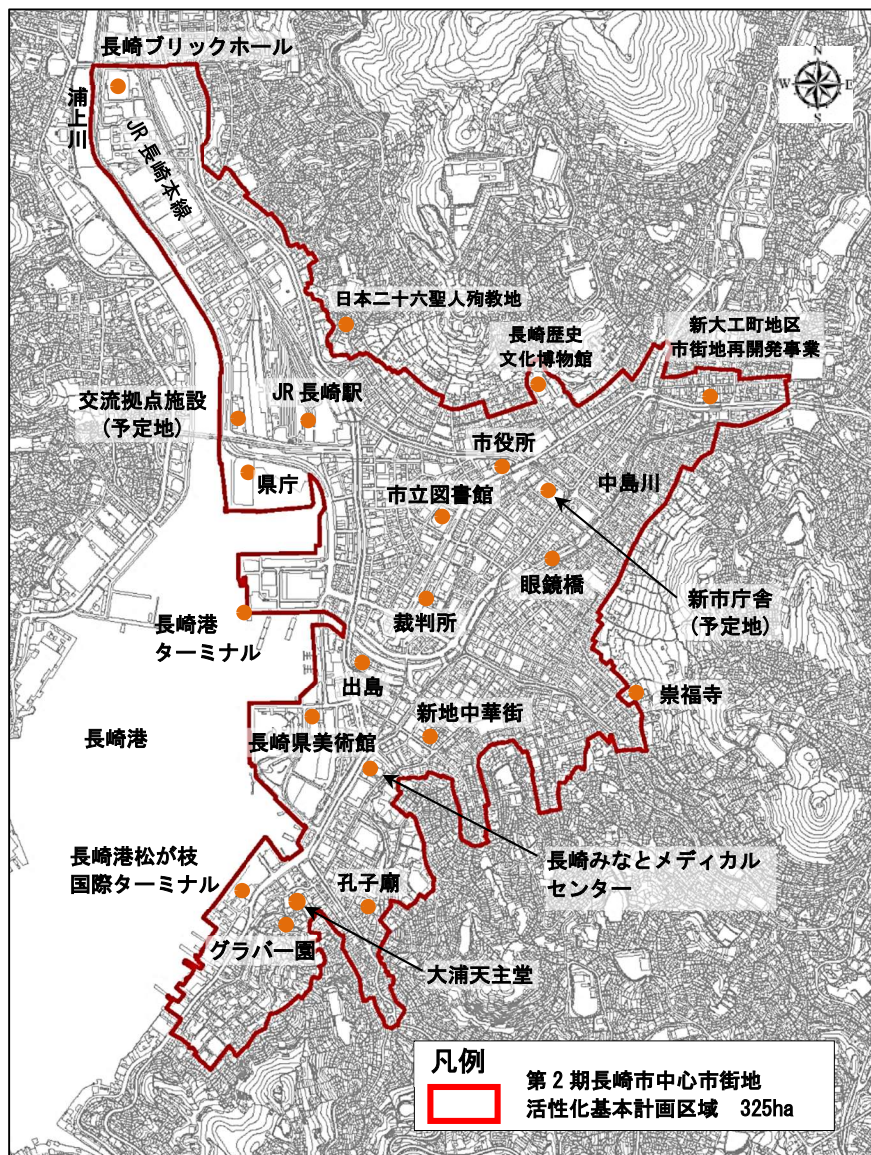 長崎ブリックホール
浦上川
JR 長崎本線
N
W E
S
日本二十六聖人殉教地
長崎歴史
文化博物館
新大工町地区
市街地再開発事業
交流拠点施設
(予定地)
JR 長崎駅
県庁
市役所
市立図書館
中島川
眼鏡橋
新市庁舎
(予定地)
裁判所
長崎港
ターミナル
出島
崇福寺
新地中華街
長崎港
長崎県美術館
長崎港松が枝
国際ターミナル
孔子廟
長崎みなとメディカル
センター
グラバー園
大浦天主堂
凡例
第2期長崎市中心市街地
活性化基本計画区域 325ha